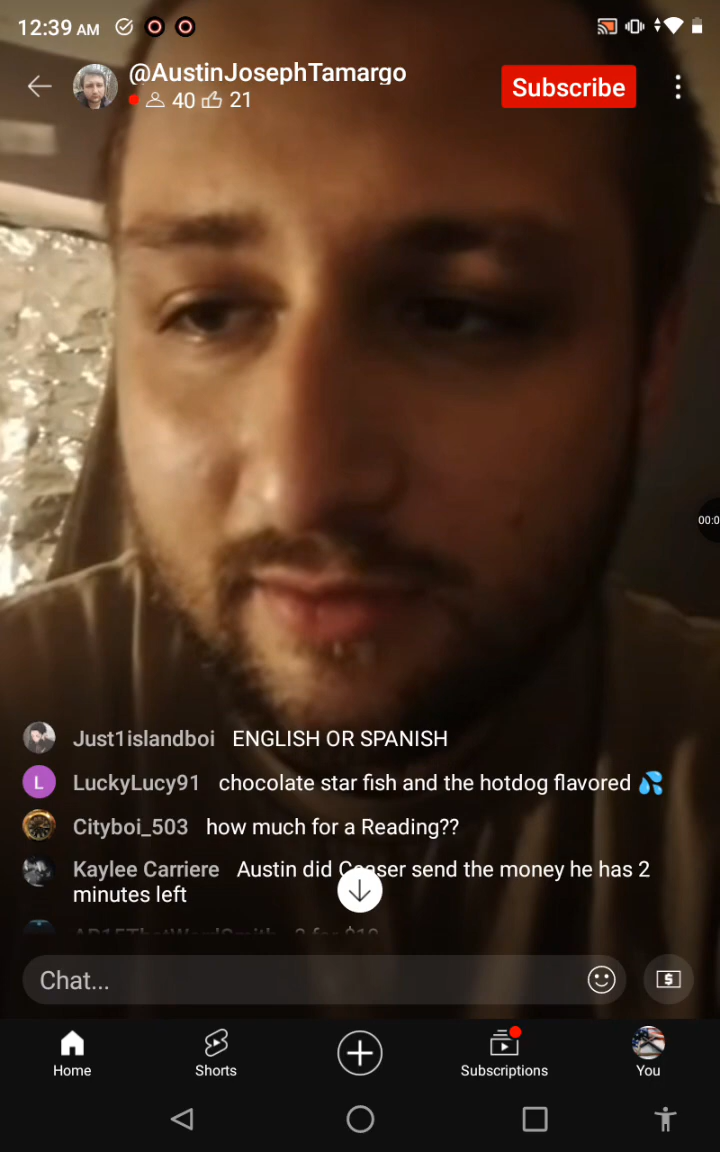 12:39 AM
@AustinJosephTamargo
40 21
Subscribe
00:0
Just1islandboi ENGLISH OR SPANISH
LuckyLucy91 chocolate star fish and the hotdog flavored 💦
L
Cityboi_503 how much for a Reading??
Kaylee Carriere Austin did Ceaser send the money he has 2
minutes left
Chat...
Home
Shorts
Subscriptions
You